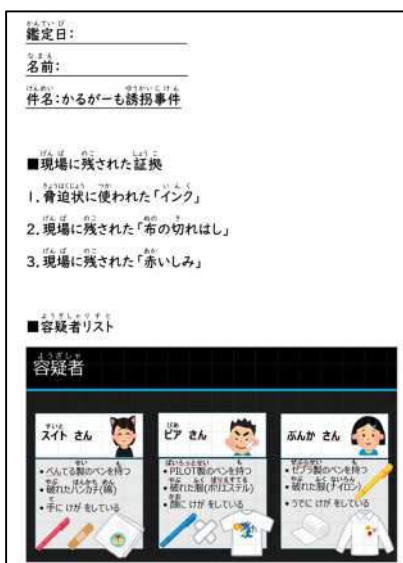 鑑定日:
名前:
件名:かるがーも誘拐事件
■現場に残された証拠
1. 脅迫状に使われた「インク」
2. 現場に残された「布の切れはし」
3. 現場に残された「赤いしみ」
■容疑者リスト
容疑者
スイト さん
• ぺんてる製のペンを持つ
• 破れたハンカチ(綿)
• 手に けが をしている
ピア さん
• PILOT製のペンを持つ
• 破れた服(ポリエステル)
• 顔に けが をしている
ぶんか さん
• ゼブラ製のペンを持つ
• 破れた服(ナイロン)
• うでに けが をしている